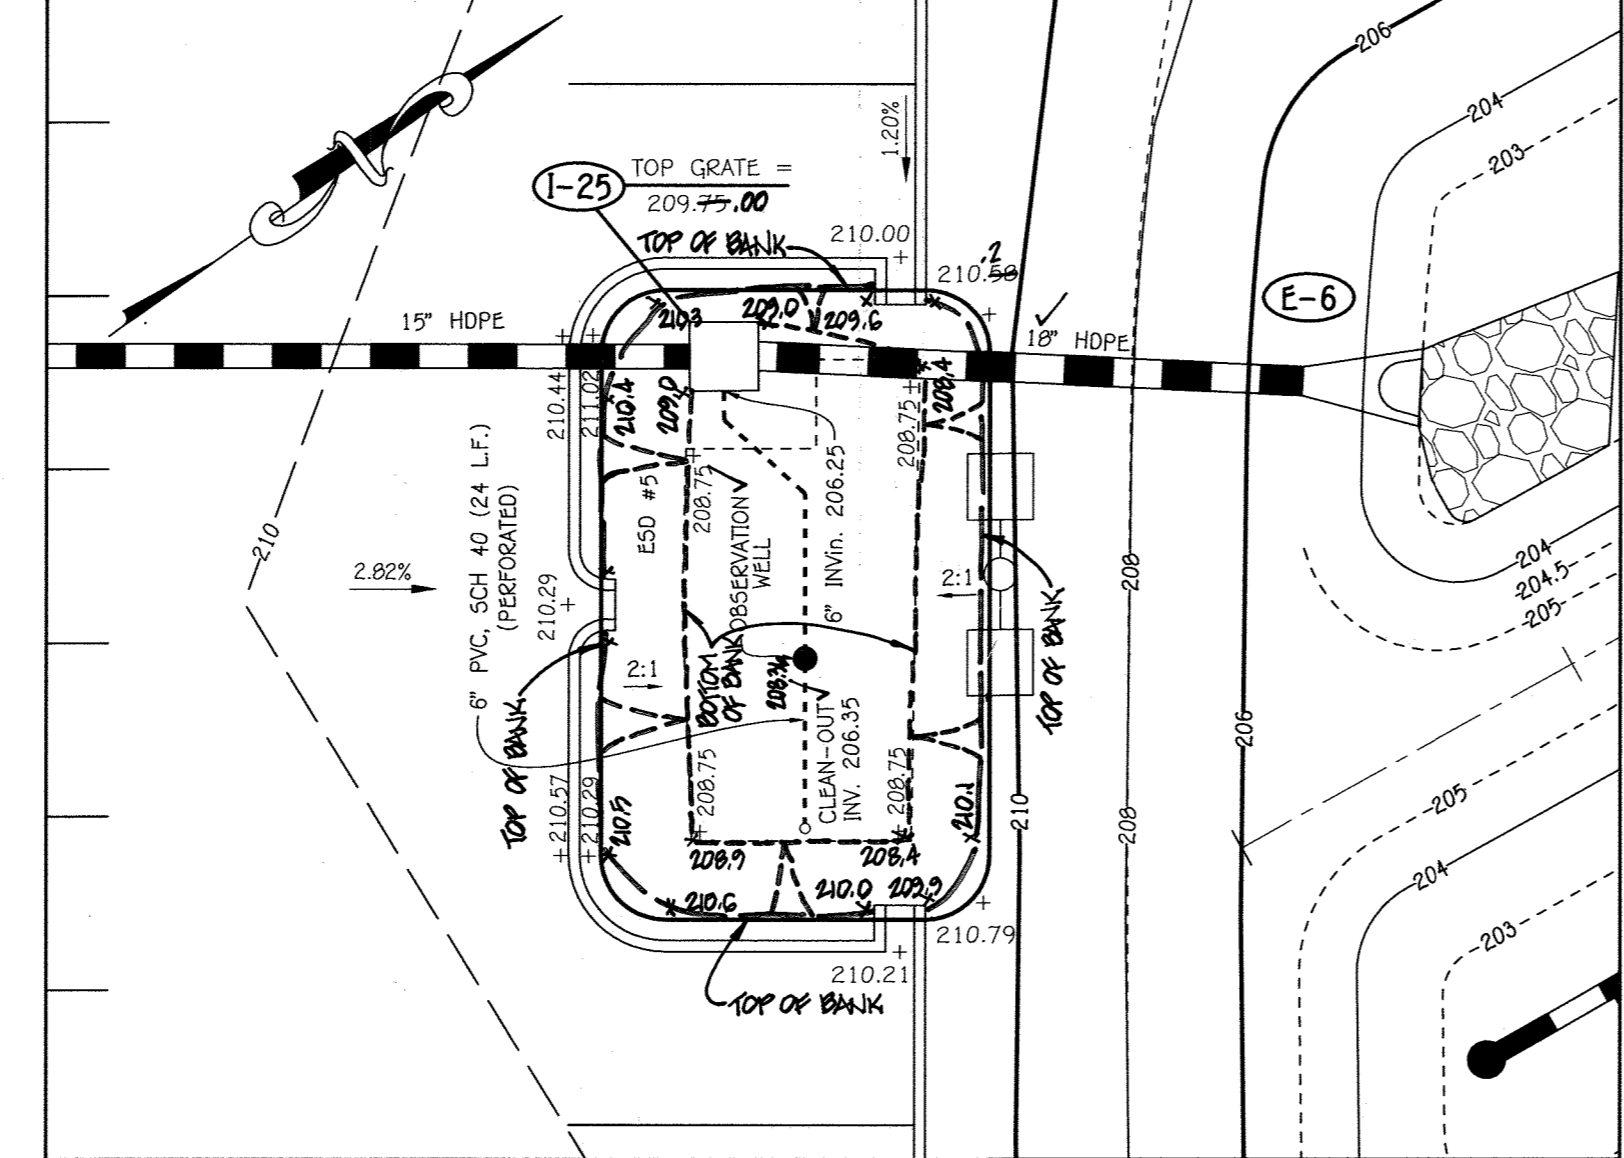 206
204
203
1.20%
I-25
TOP GRATE =
209.75 .00
TOP OF BANK
210.00
.2
210.58
E-6
N
15" HDPE
210.3
209.0
209.6
18" HDPE
210.44
211.02
210.4
209.0
208.75
208.4
210
2.82%
6" PVC, SCH 40 (24 L.F.)
(PERFORATED)
210.29
ESD #5
208.75
OBSERVATION
WELL
6" INVin. 206.25
2:1
208
204
204.5
205
TOP OF BANK
2:1
BOTTOM
OF BANK
TOP OF BANK
CLEAN-OUT
INV. 206.35
206
210.57
210.29
210.5
208.75
208.75
210.1
210
208
205
204
203
208.9
208.4
210.6
210.0
209.9
210.79
210.21
TOP OF BANK